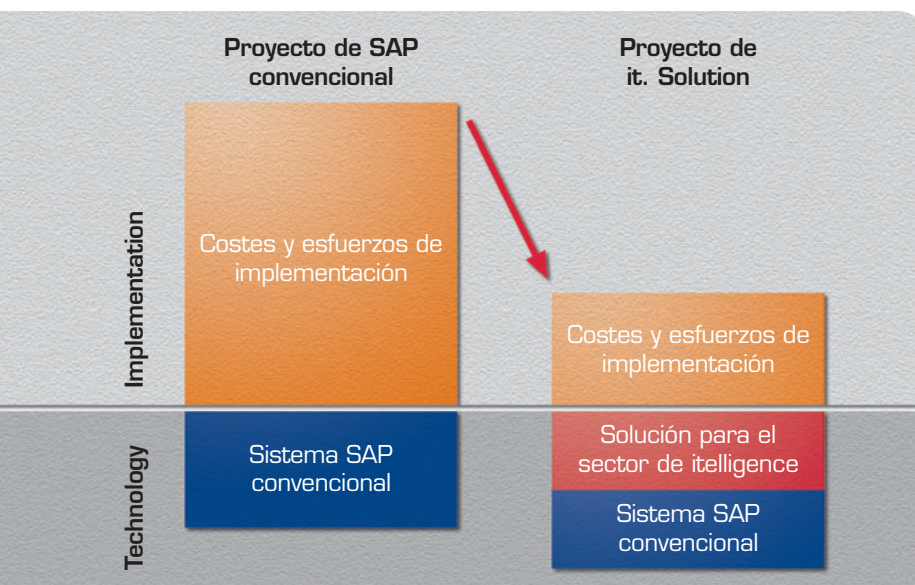 Proyecto de SAP
convencional
Proyecto de
it. Solution
Implementation
Costes y esfuerzos de
implementación
Costes y esfuerzos de
implementación
Technology
Sistema SAP
convencional
Solución para el
sector de itelligence
Sistema SAP
convencional